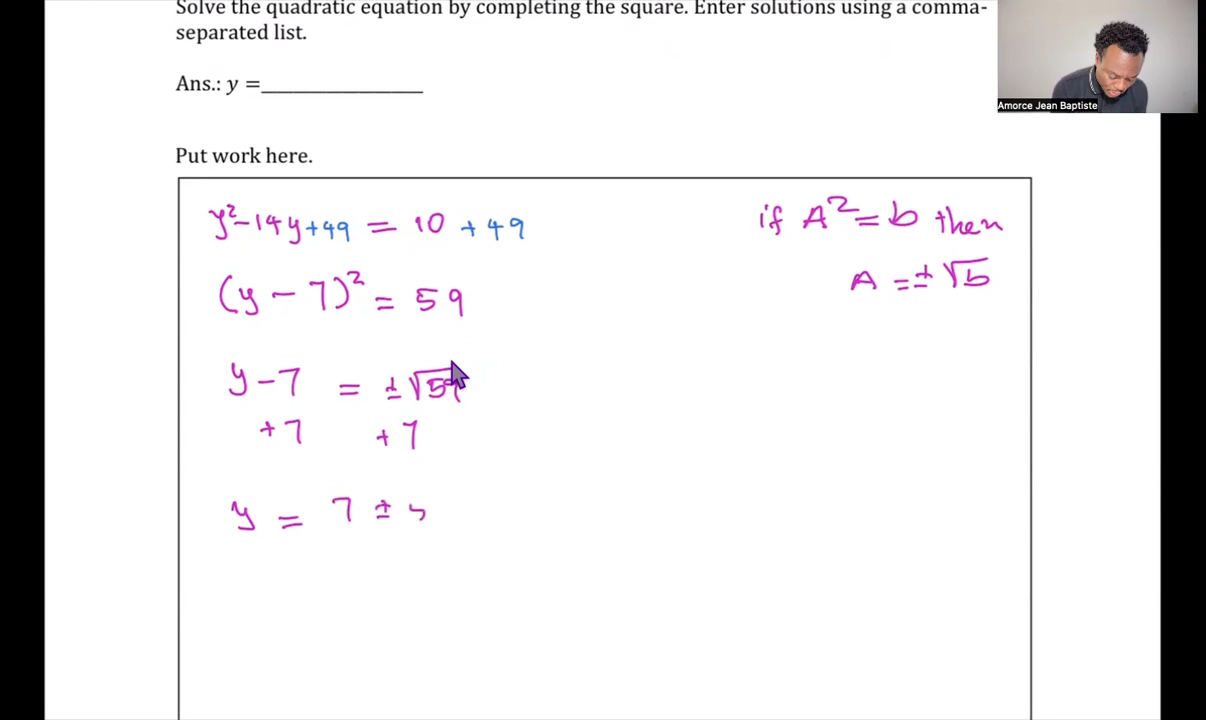 Solve the quadratic equation by completing the square. Enter solutions using a comma-
separated list.
Ans.: y =_______________
Amorce Jean Baptiste
Put work here.
y²-14y+49 = 10 +49
(y - 7)² = 59
y-7 = ±√59
+7 +7
y = 7 ±
if A² = b then
A = ±√b